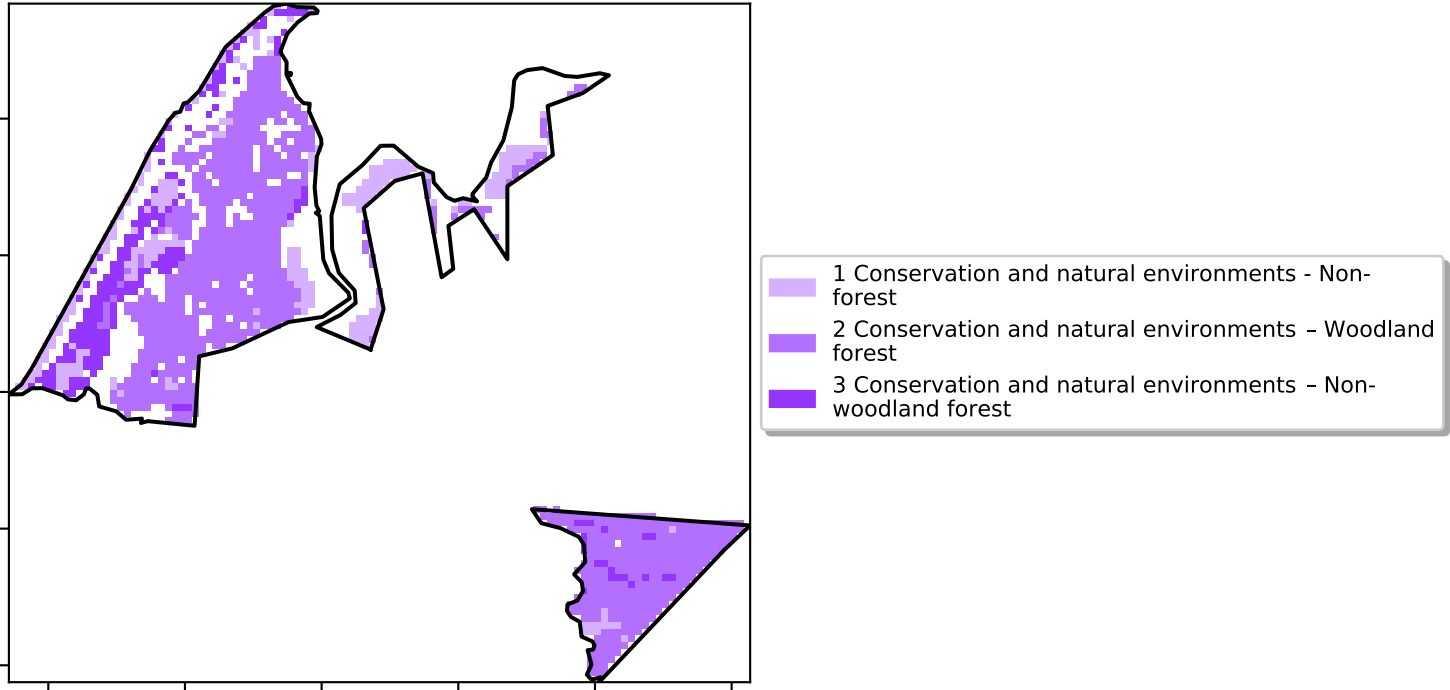 1 Conservation and natural environments - Non-
forest
2 Conservation and natural environments – Woodland
forest
3 Conservation and natural environments – Non-
woodland forest